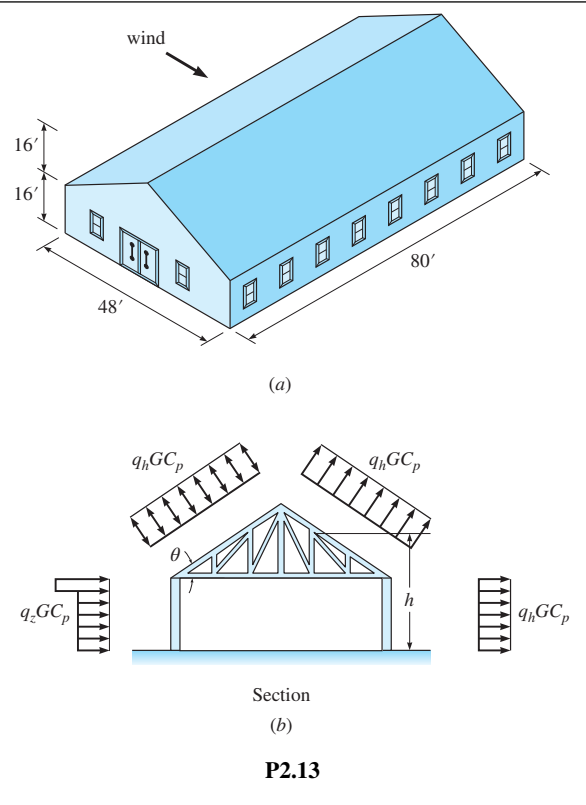 wind
16′
16′
48′
80′
(a)
q_hGC_p
q_hGC_p
θ
h
q_zGC_p
q_hGC_p
Section
(b)
P2.13